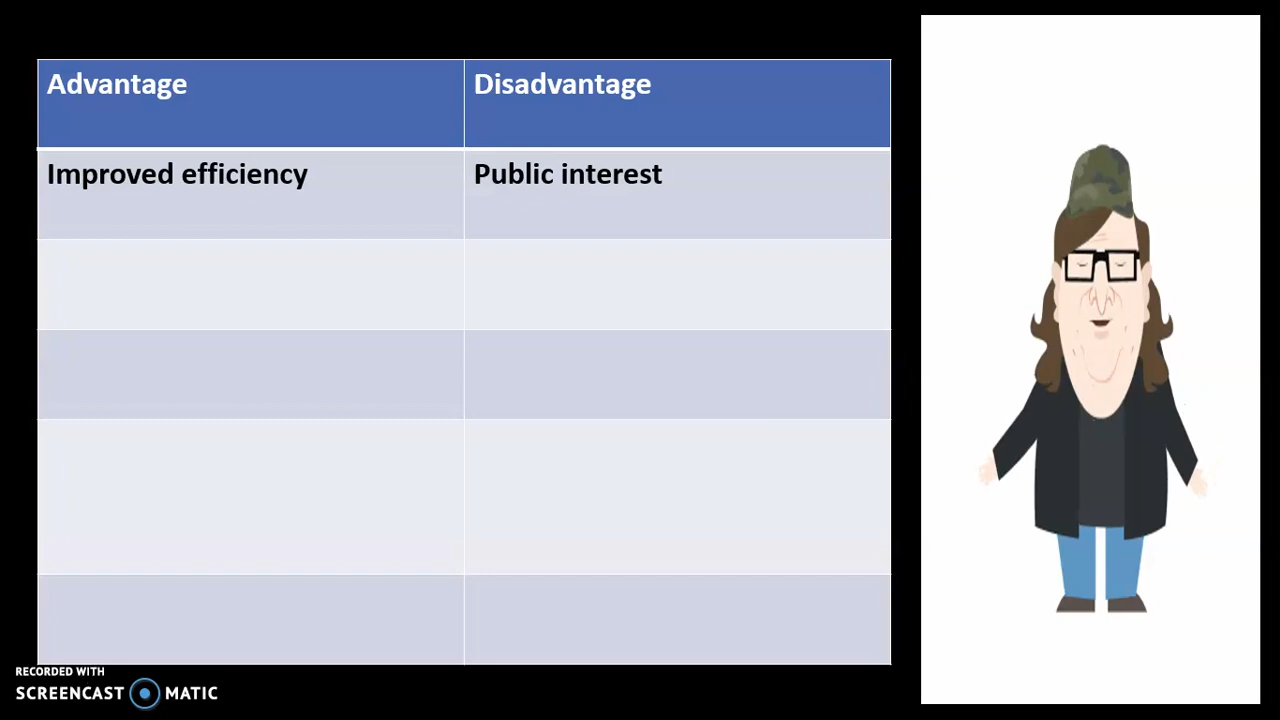 Advantage
Disadvantage
Improved efficiency
Public interest
RECORDED WITH
SCREENCAST MATIC